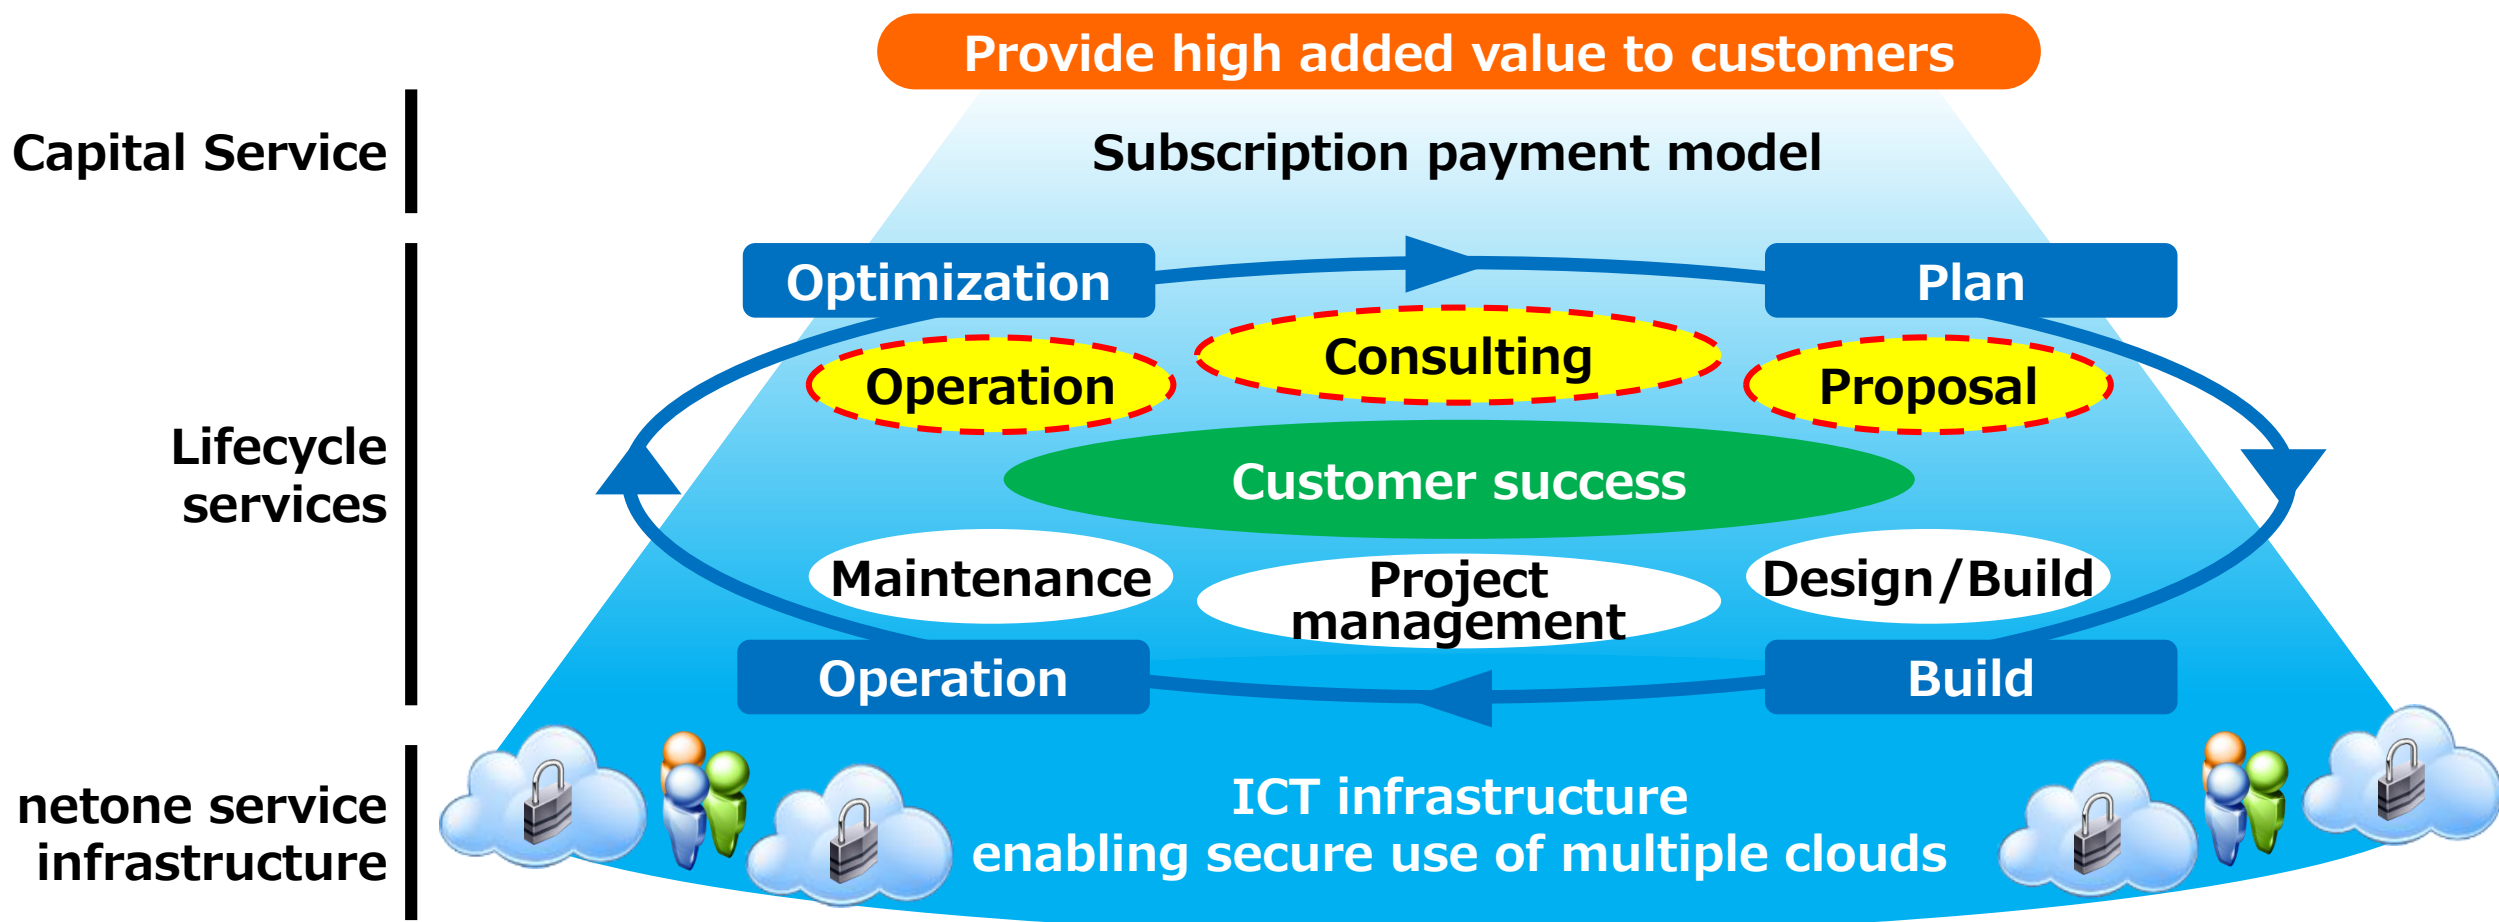 Provide high added value to customers
Capital Service
Subscription payment model
Optimization
Plan
Consulting
Operation
Proposal
Lifecycle
services
Customer success
Maintenance
Project
management
Design/Build
Operation
Build
netone service
infrastructure
ICT infrastructure
enabling secure use of multiple clouds